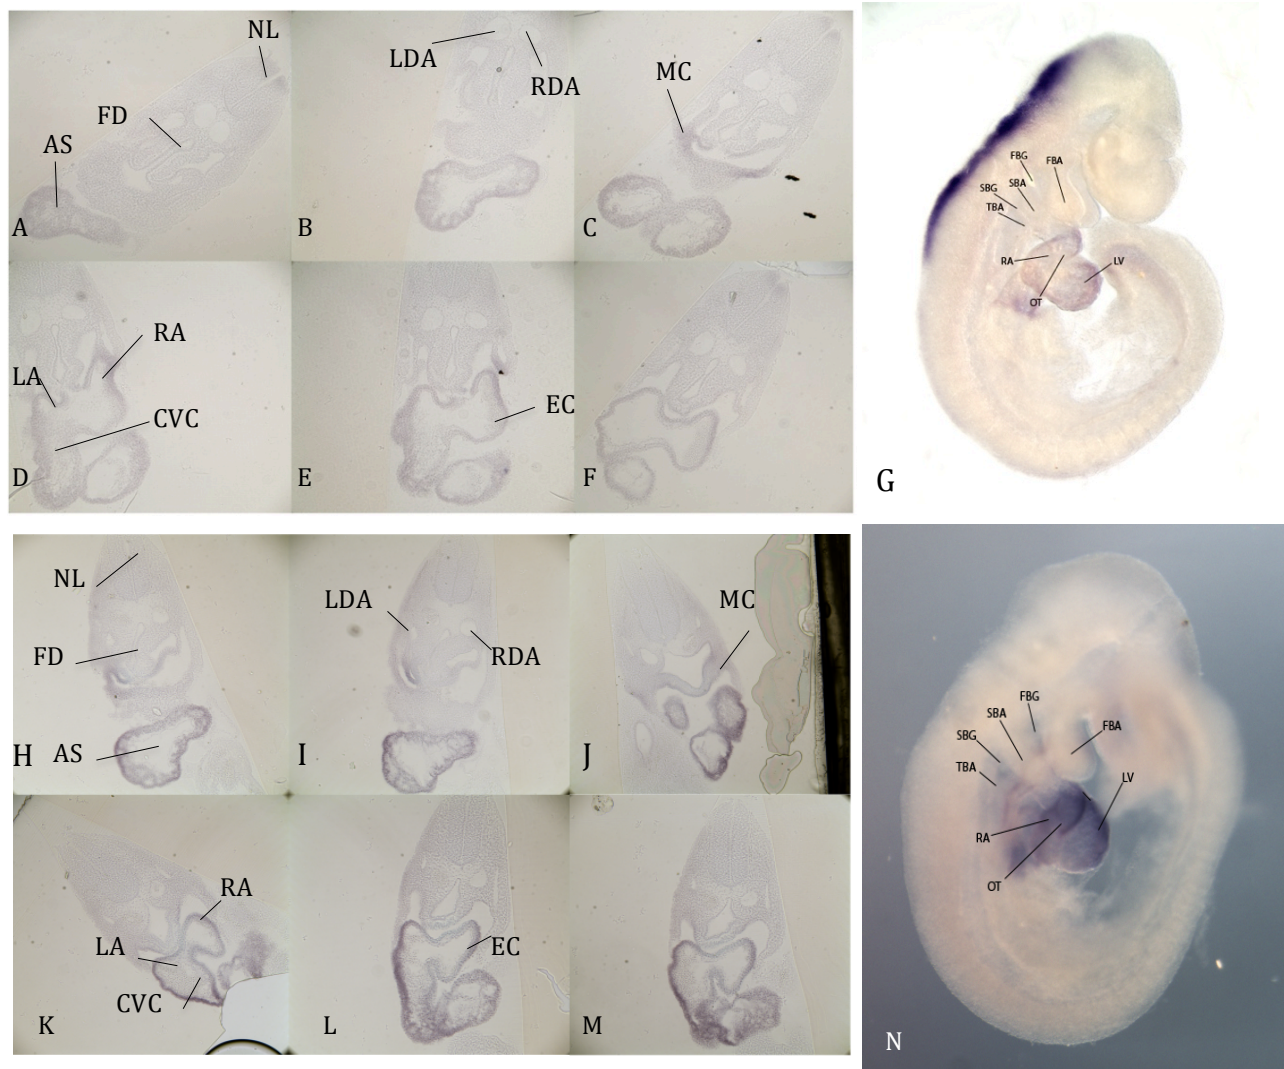 NL
FD
AS
A
LDA
RDA
B
MC
C
RA
LA
CVC
D
EC
E
F
FBG
FBA
SBG
SBA
TBA
RA
LV
OT
G
NL
FD
AS
H
LDA
RDA
I
MC
J
RA
LA
CVC
K
EC
L
M
FBG
SBA
FBA
SBG
TBA
LV
RA
OT
N